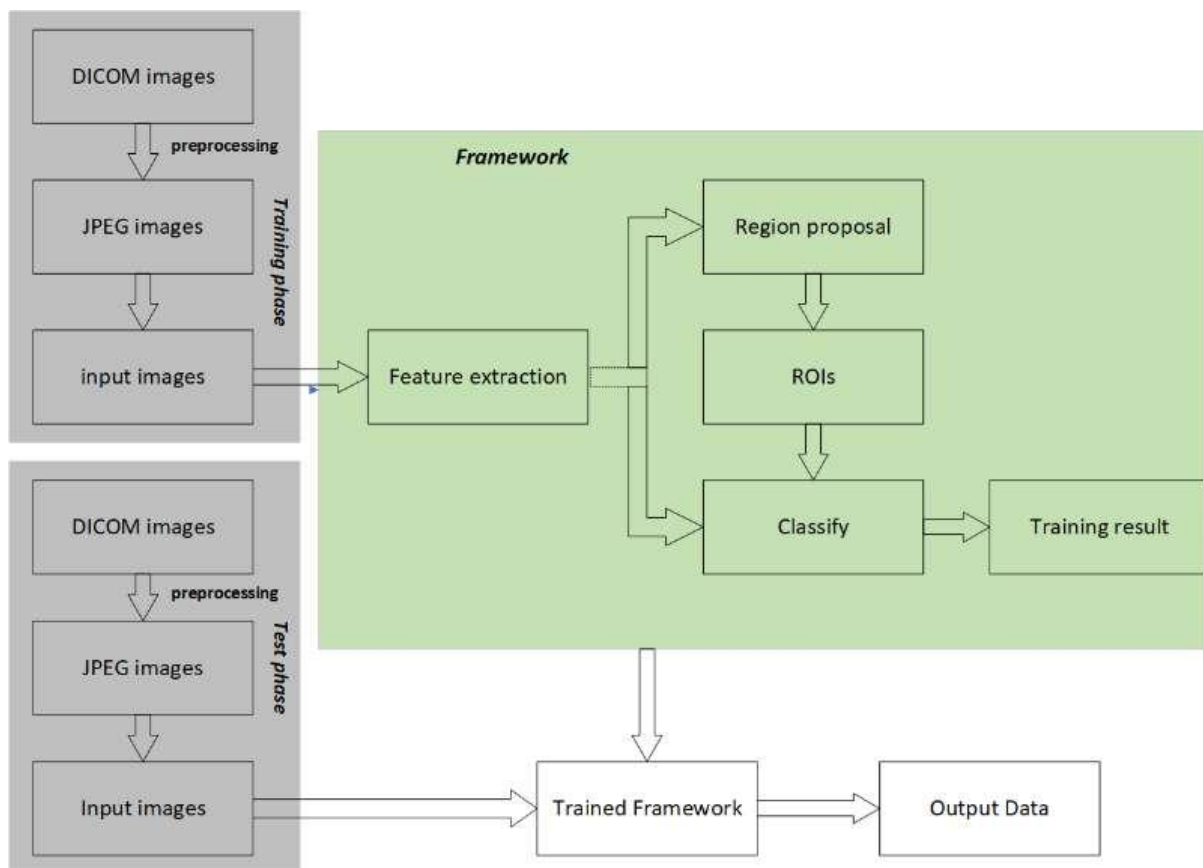 DICOM images
preprocessing
JPEG images
Training phase
input images
Framework
Region proposal
Feature extraction
ROIs
Classify
Training result
DICOM images
preprocessing
JPEG images
Test phase
Input images
Trained Framework
Output Data